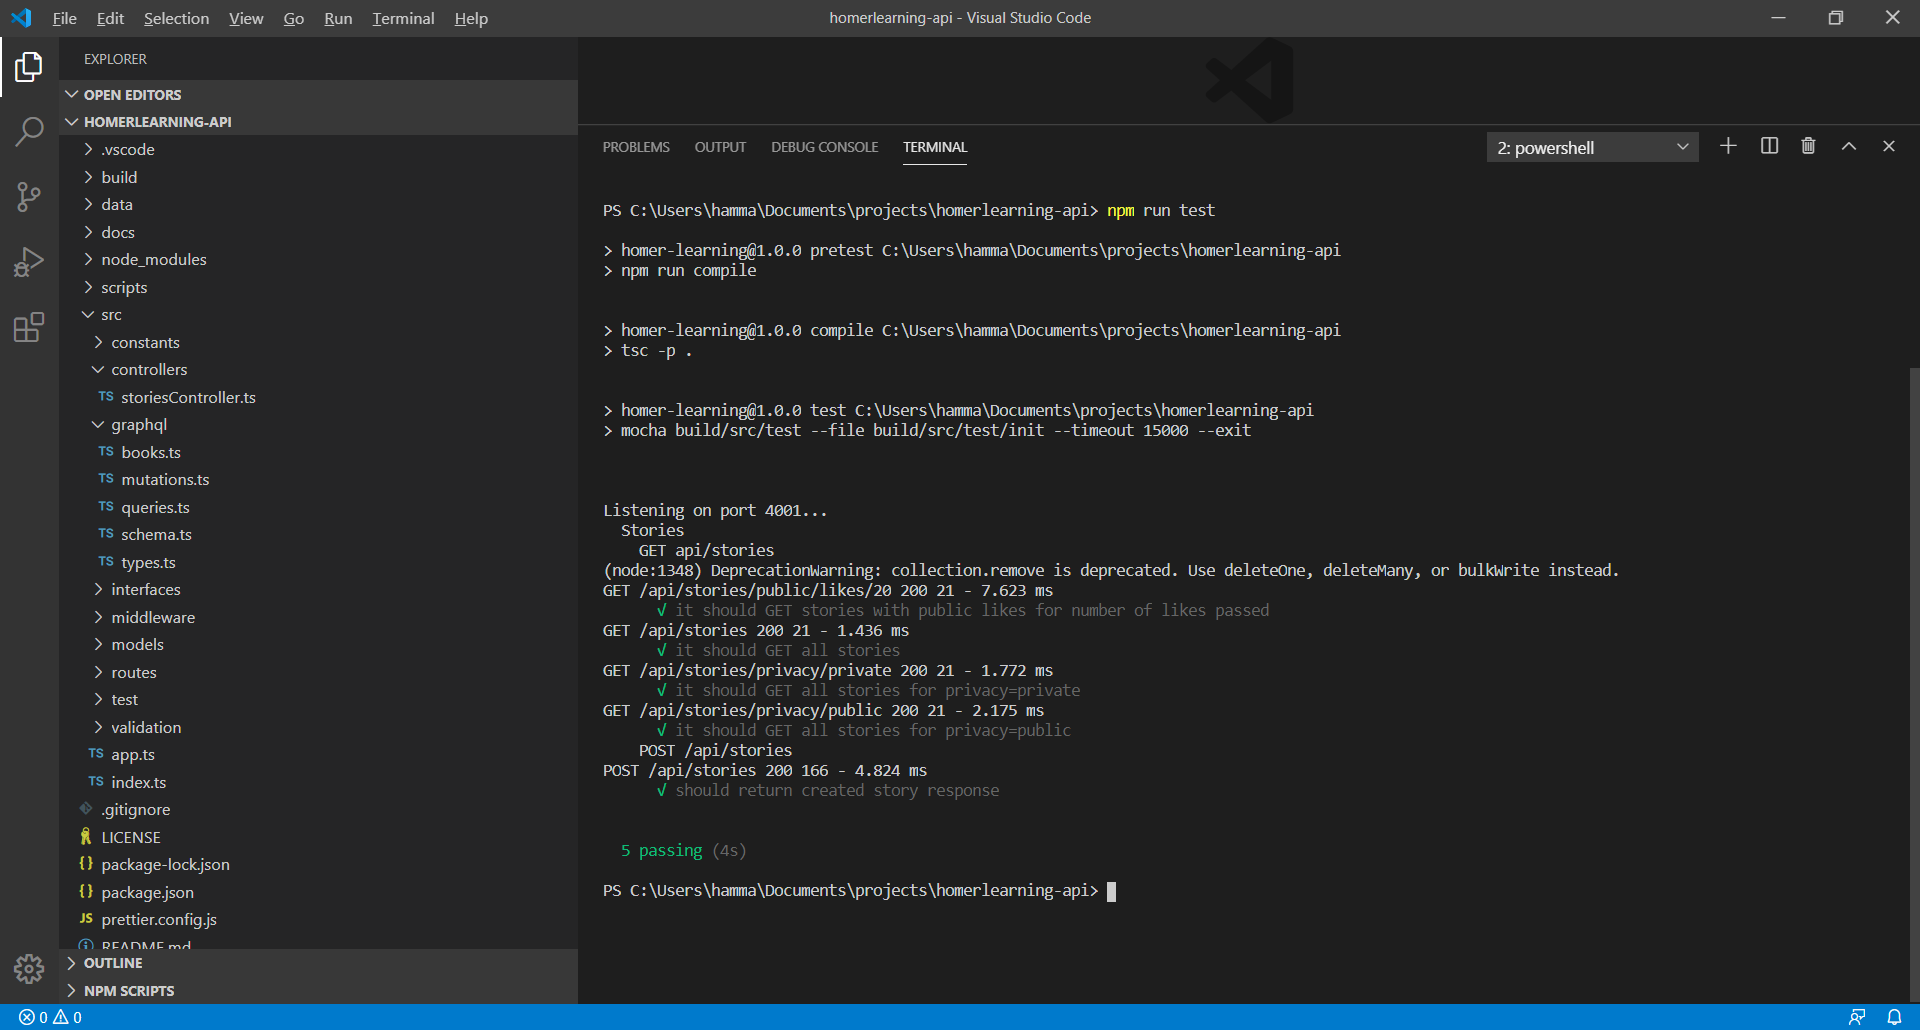 File Edit Selection View Go Run Terminal Help
homerlearning-api - Visual Studio Code
EXPLORER
OPEN EDITORS
HOMERLEARNING-API
.vscode
build
data
docs
node_modules
scripts
src
constants
controllers
TS storiesController.ts
graphql
TS books.ts
TS mutations.ts
TS queries.ts
TS schema.ts
TS types.ts
interfaces
middleware
models
routes
test
validation
TS app.ts
TS index.ts
.gitignore
LICENSE
{} package-lock.json
{} package.json
JS prettier.config.js
README.md
OUTLINE
NPM SCRIPTS
PROBLEMS OUTPUT DEBUG CONSOLE TERMINAL
2: powershell
PS C:\Users\hamma\Documents\projects\homerlearning-api> npm run test
> homer-learning@1.0.0 pretest C:\Users\hamma\Documents\projects\homerlearning-api
> npm run compile
> homer-learning@1.0.0 compile C:\Users\hamma\Documents\projects\homerlearning-api
> tsc -p .
> homer-learning@1.0.0 test C:\Users\hamma\Documents\projects\homerlearning-api
> mocha build/src/test --file build/src/test/init --timeout 15000 --exit
Listening on port 4001...
Stories
GET api/stories
(node:1348) DeprecationWarning: collection.remove is deprecated. Use deleteOne, deleteMany, or bulkWrite instead.
GET /api/stories/public/likes/20 200 21 - 7.623 ms
√ it should GET stories with public likes for number of likes passed
GET /api/stories 200 21 - 1.436 ms
√ it should GET all stories
GET /api/stories/privacy/private 200 21 - 1.772 ms
√ it should GET all stories for privacy=private
GET /api/stories/privacy/public 200 21 - 2.175 ms
√ it should GET all stories for privacy=public
POST /api/stories
POST /api/stories 200 166 - 4.824 ms
√ should return created story response
5 passing (4s)
PS C:\Users\hamma\Documents\projects\homerlearning-api>
0 0